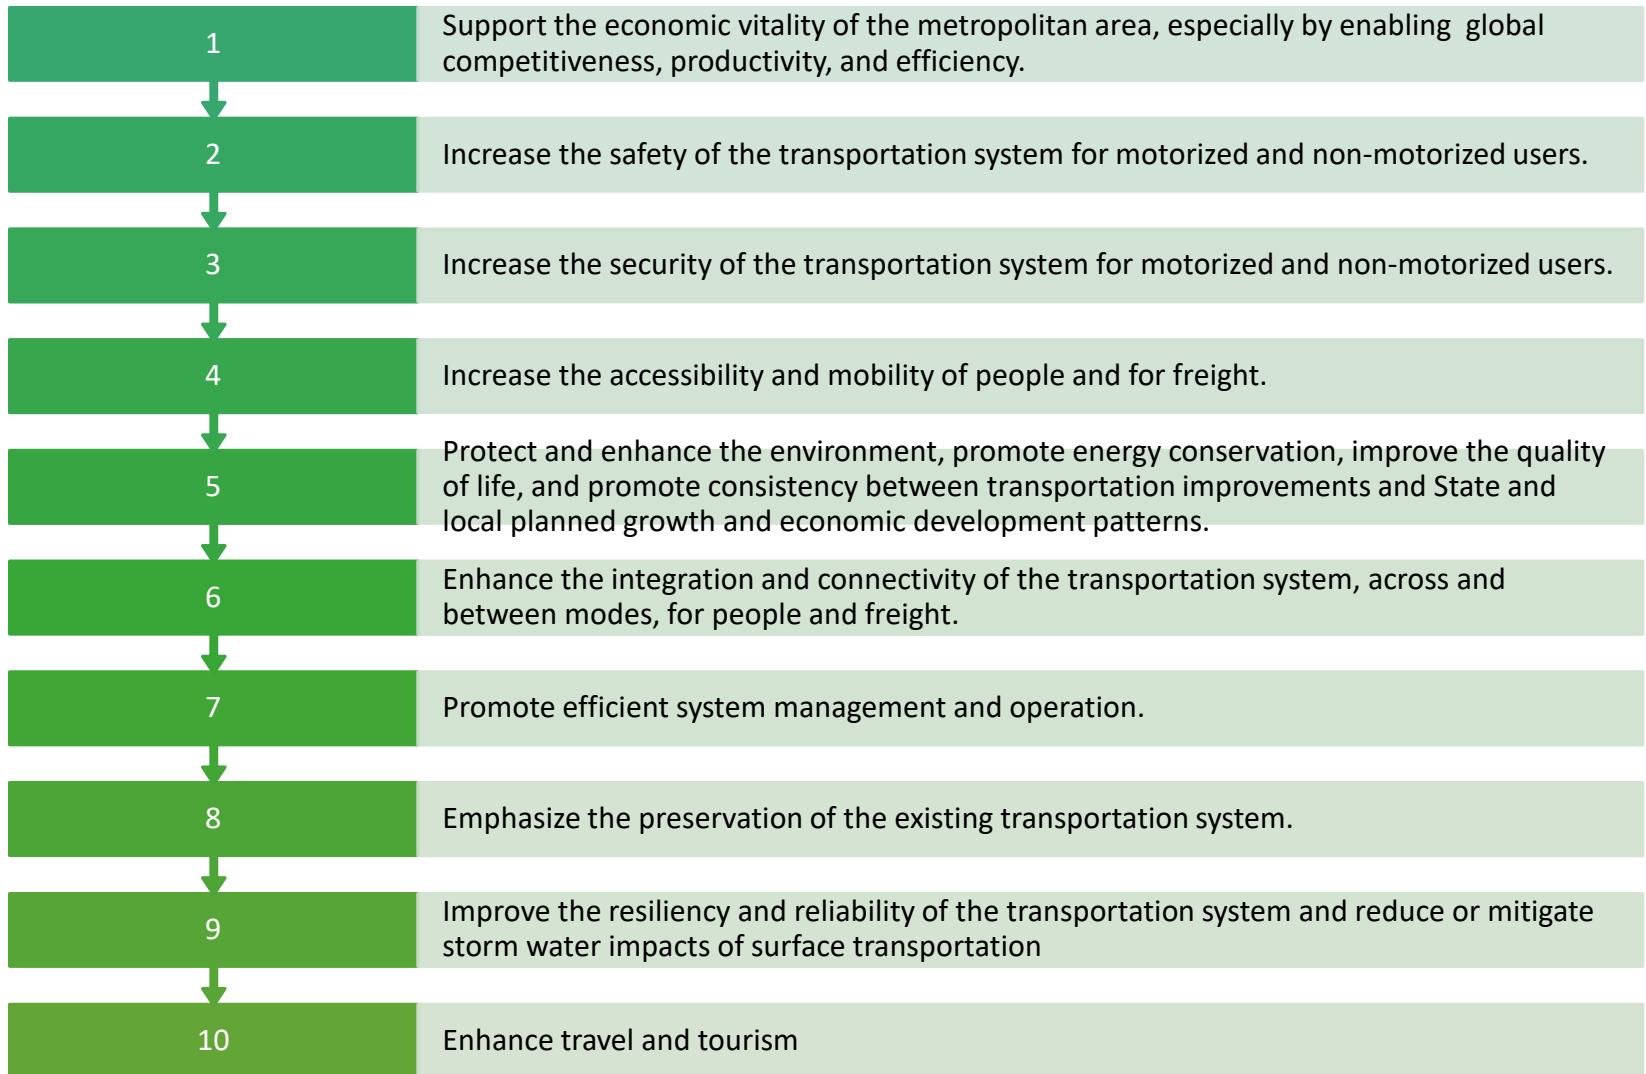 1
Support the economic vitality of the metropolitan area, especially by enabling  global
competitiveness, productivity, and efficiency.
2
Increase the safety of the transportation system for motorized and non-motorized users.
3
Increase the security of the transportation system for motorized and non-motorized users.
4
Increase the accessibility and mobility of people and for freight.
5
Protect and enhance the environment, promote energy conservation, improve the quality
of life, and promote consistency between transportation improvements and State and
local planned growth and economic development patterns.
6
Enhance the integration and connectivity of the transportation system, across and
between modes, for people and freight.
7
Promote efficient system management and operation.
8
Emphasize the preservation of the existing transportation system.
9
Improve the resiliency and reliability of the transportation system and reduce or mitigate
storm water impacts of surface transportation
10
Enhance travel and tourism